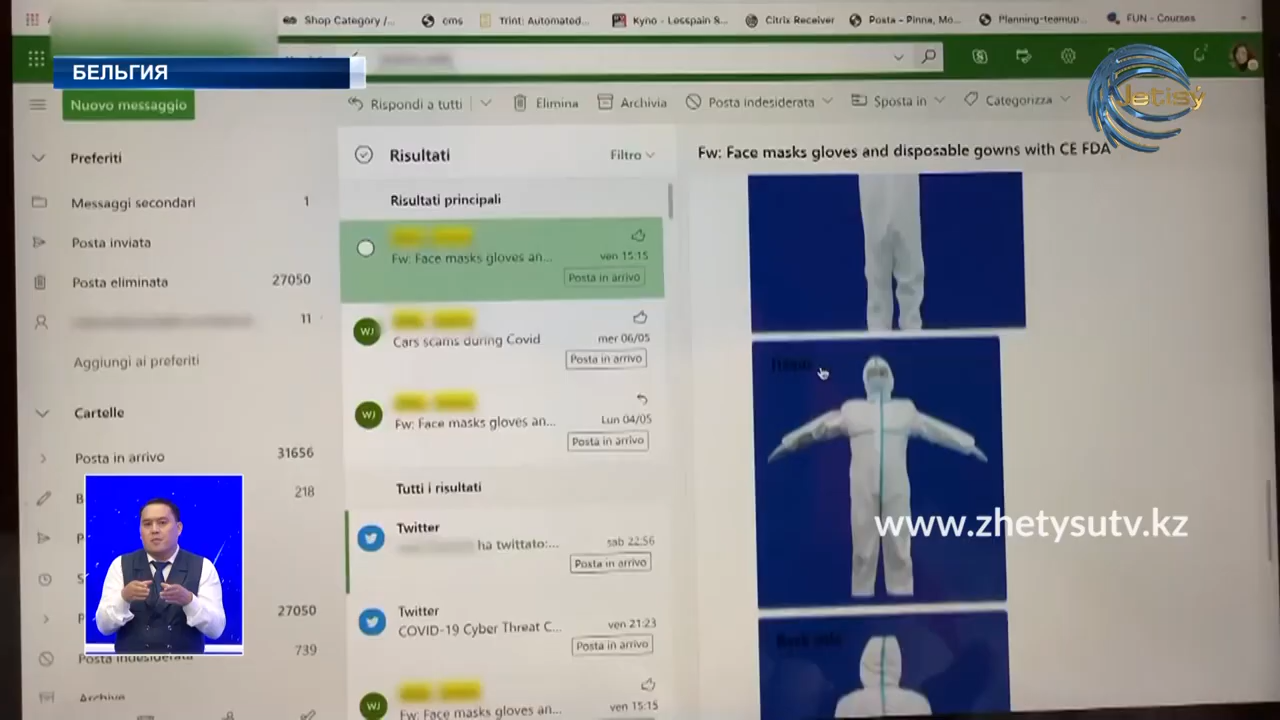 Shop Category /...
cms
Trint: Automated...
Kyno - Lesspain S...
Citrix Receiver
Posta - Pinna, Mo...
Planning-teamup...
FUN - Courses
БЕЛЬГИЯ
Jetisý
Nuovo messaggio
Rispondi a tutti
Elimina
Archivia
Posta indesiderata
Sposta in
Categorizza
Preferiti
Messaggi secondari 1
Posta inviata
Posta eliminata 27050
11
Aggiungi ai preferiti
Cartelle
Posta in arrivo 31656
218
27050
Posta indesiderata 739
Archivio
Risultati
Filtro
Risultati principali
Fw: Face masks gloves an... ven 15:15
Posta in arrivo
WJ
Cars scams during Covid mer 06/05
Posta in arrivo
WJ
Fw: Face masks gloves an... Lun 04/05
Posta in arrivo
Tutti i risultati
Twitter
ha twittato:... sab 22:56
Posta in arrivo
Twitter
COVID-19 Cyber Threat C... ven 21:23
Posta in arrivo
WJ
Fw: Face masks gloves an... ven 15:15
Fw: Face masks gloves and disposable gowns with CE FDA
www.zhetysutv.kz
Back side